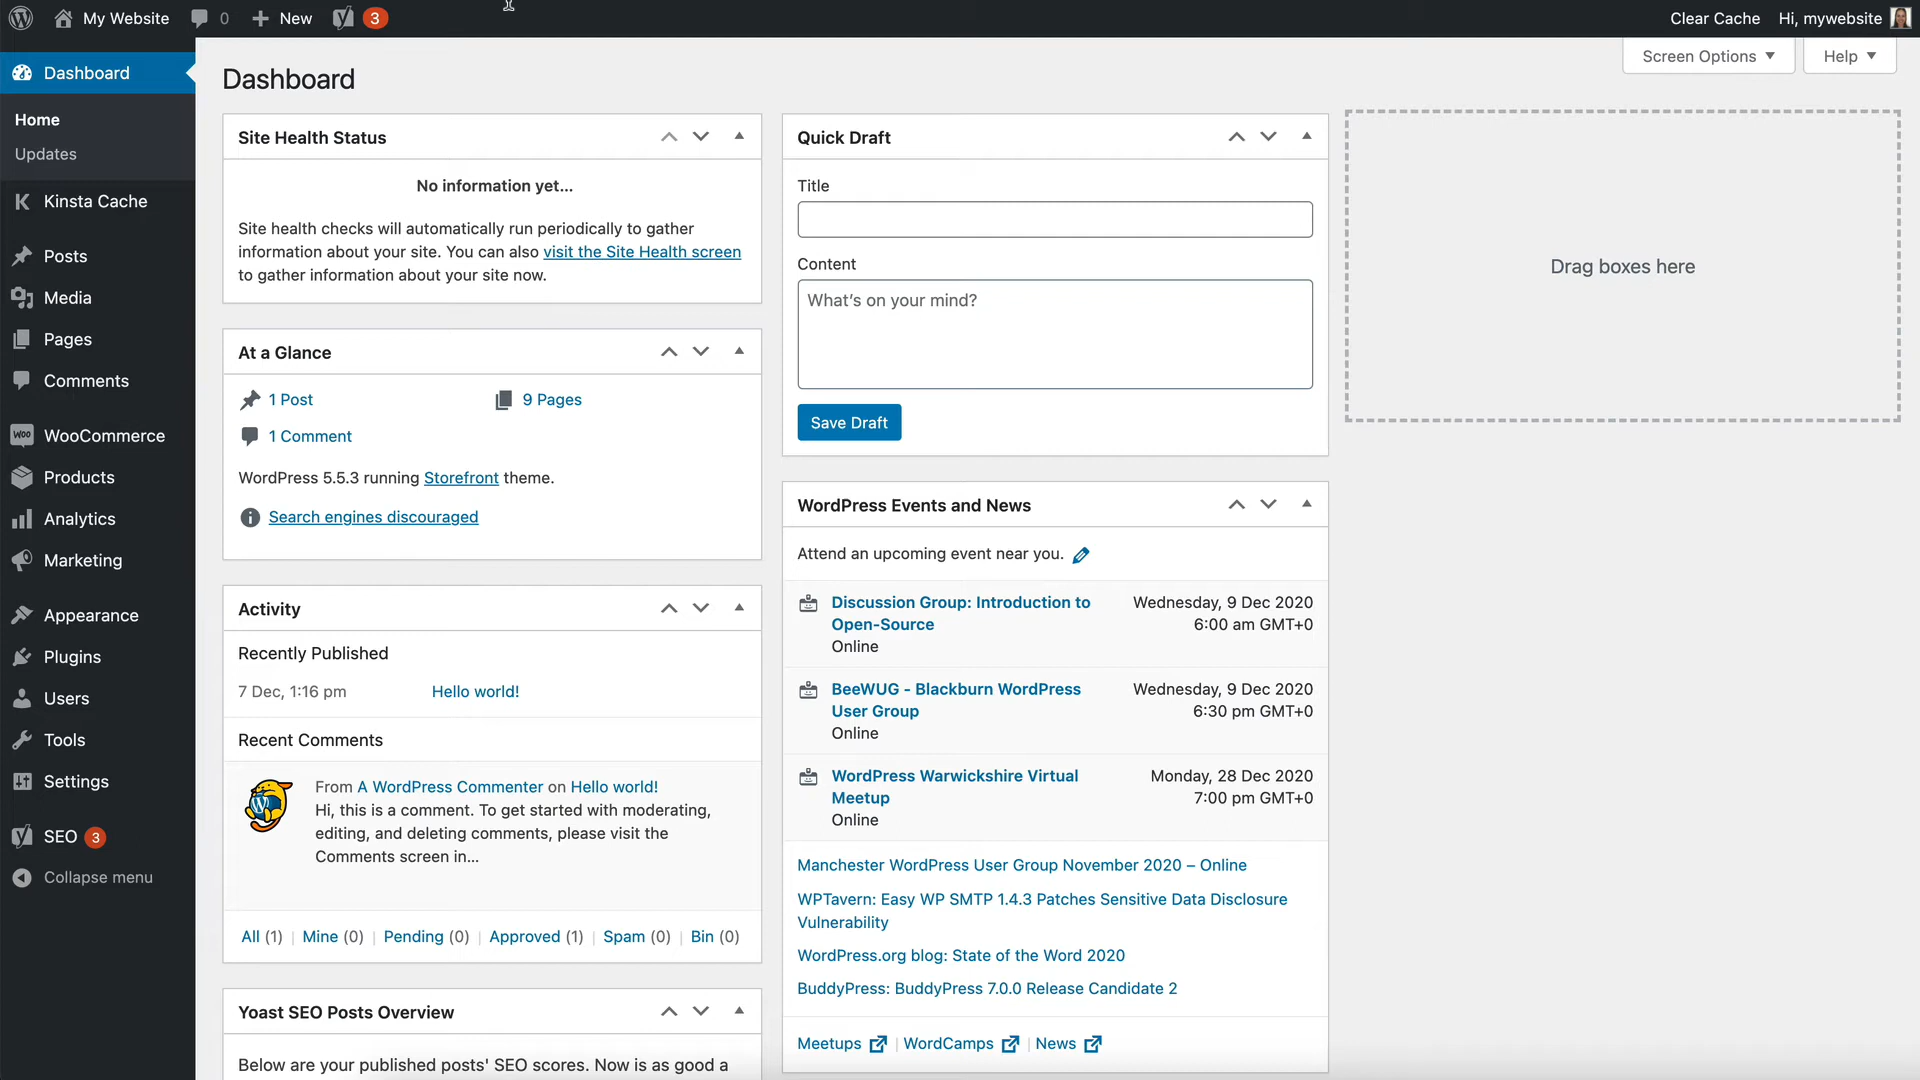 My Website
0
New
3
Clear Cache
Hi, mywebsite
Dashboard
Home
Updates
Kinsta Cache
Posts
Media
Pages
Comments
WooCommerce
Products
Analytics
Marketing
Appearance
Plugins
Users
Tools
Settings
SEO 3
Collapse menu
Screen Options
Help
Dashboard
Site Health Status
No information yet...
Site health checks will automatically run periodically to gather
information about your site. You can also visit the Site Health screen
to gather information about your site now.
At a Glance
1 Post
9 Pages
1 Comment
WordPress 5.5.3 running Storefront theme.
Search engines discouraged
Activity
Recently Published
7 Dec, 1:16 pm
Hello world!
Recent Comments
From A WordPress Commenter on Hello world!
Hi, this is a comment. To get started with moderating,
editing, and deleting comments, please visit the
Comments screen in...
All (1) | Mine (0) | Pending (0) | Approved (1) | Spam (0) | Bin (0)
Yoast SEO Posts Overview
Below are your published posts' SEO scores. Now is as good a
Quick Draft
Title
Content
What's on your mind?
Save Draft
WordPress Events and News
Attend an upcoming event near you.
Discussion Group: Introduction to
Open-Source
Online
Wednesday, 9 Dec 2020
6:00 am GMT+0
BeeWUG - Blackburn WordPress
User Group
Online
Wednesday, 9 Dec 2020
6:30 pm GMT+0
WordPress Warwickshire Virtual
Meetup
Online
Monday, 28 Dec 2020
7:00 pm GMT+0
Manchester WordPress User Group November 2020 – Online
WPTavern: Easy WP SMTP 1.4.3 Patches Sensitive Data Disclosure
Vulnerability
WordPress.org blog: State of the Word 2020
BuddyPress: BuddyPress 7.0.0 Release Candidate 2
Meetups | WordCamps | News
Drag boxes here